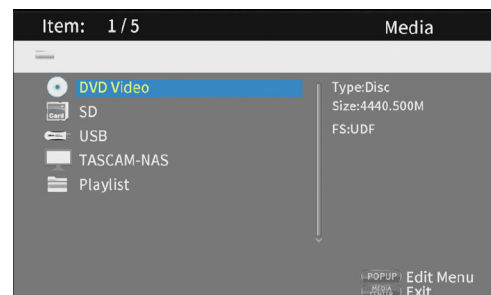 Item: 1/5 Media
DVD Video
Card SD
USB
TASCAM-NAS
Playlist
Type:Disc
Size:4440.500M
FS:UDF
POPUP Edit Menu
MEDIA Exit